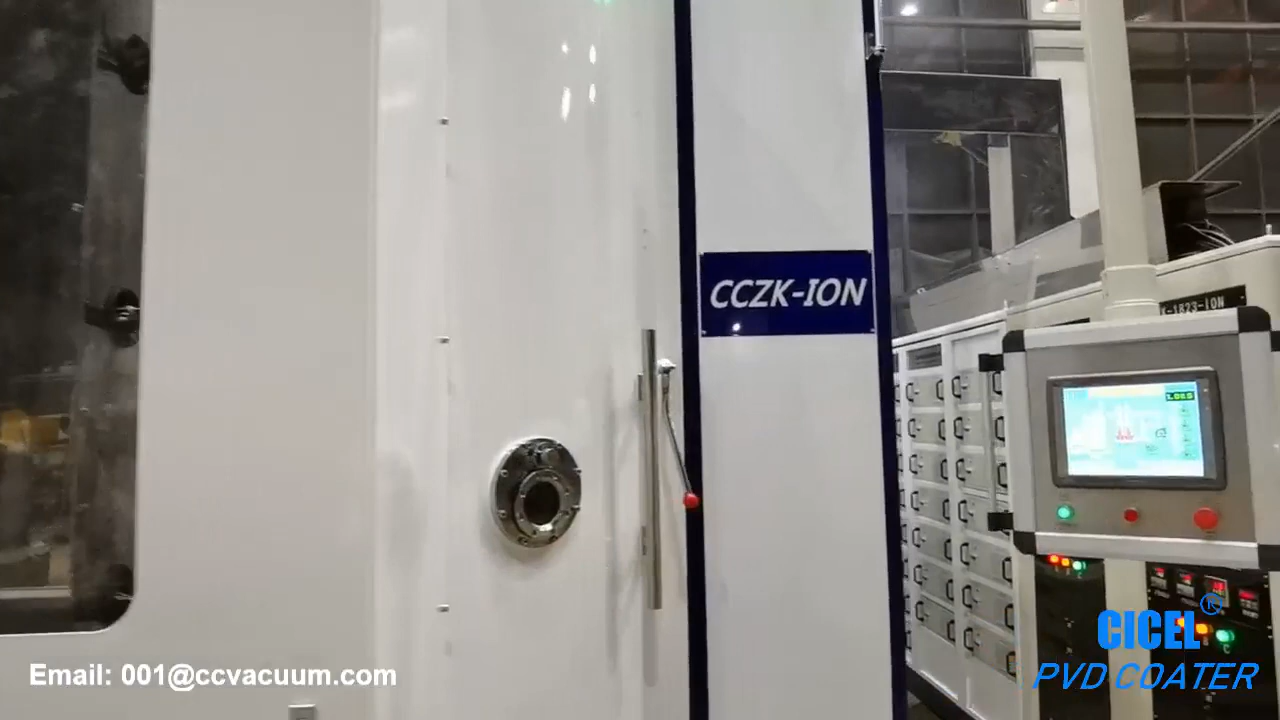 CCZK-ION
K-1823-ION
CICEL®
PVD COATER
Email: 001@ccvacuum.com